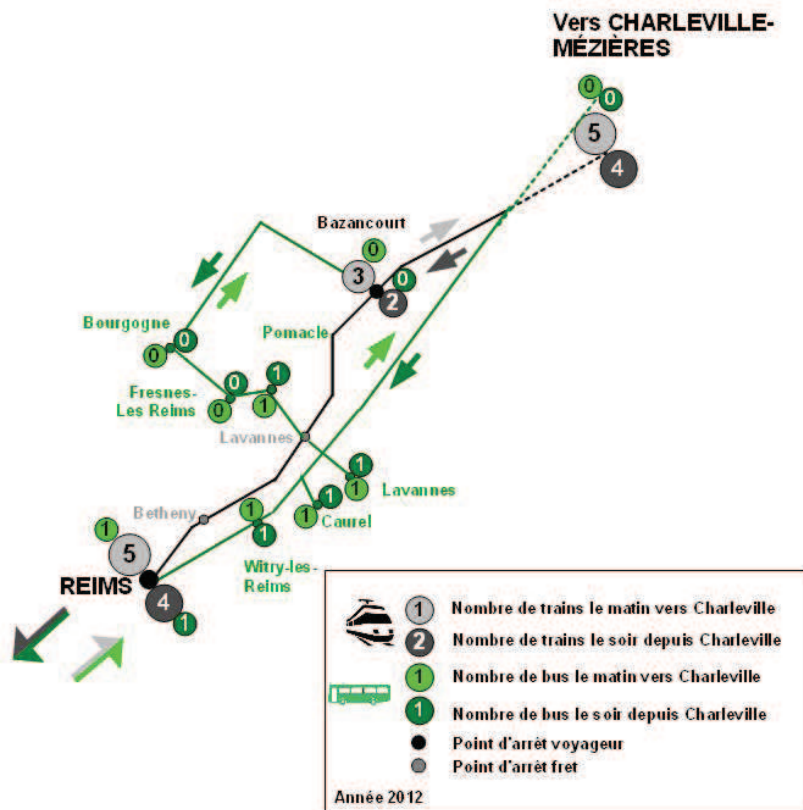 Vers CHARLEVILLE-
MÉZIÈRES
0
0
5
4
Bazancourt
0
3
0
2
Bourgogne
0
0
Pomacle
Fresnes-
Les Reims
0
0
1
1
Lavannes
1
1
Lavannes
1
1
Caurel
Betheny
1
1
Witry-les-
Reims
1
5
REIMS
4
1
1 Nombre de trains le matin vers Charleville
2 Nombre de trains le soir depuis Charleville
1 Nombre de bus le matin vers Charleville
1 Nombre de bus le soir depuis Charleville
Point d'arrêt voyageur
Point d'arrêt fret
Année 2012